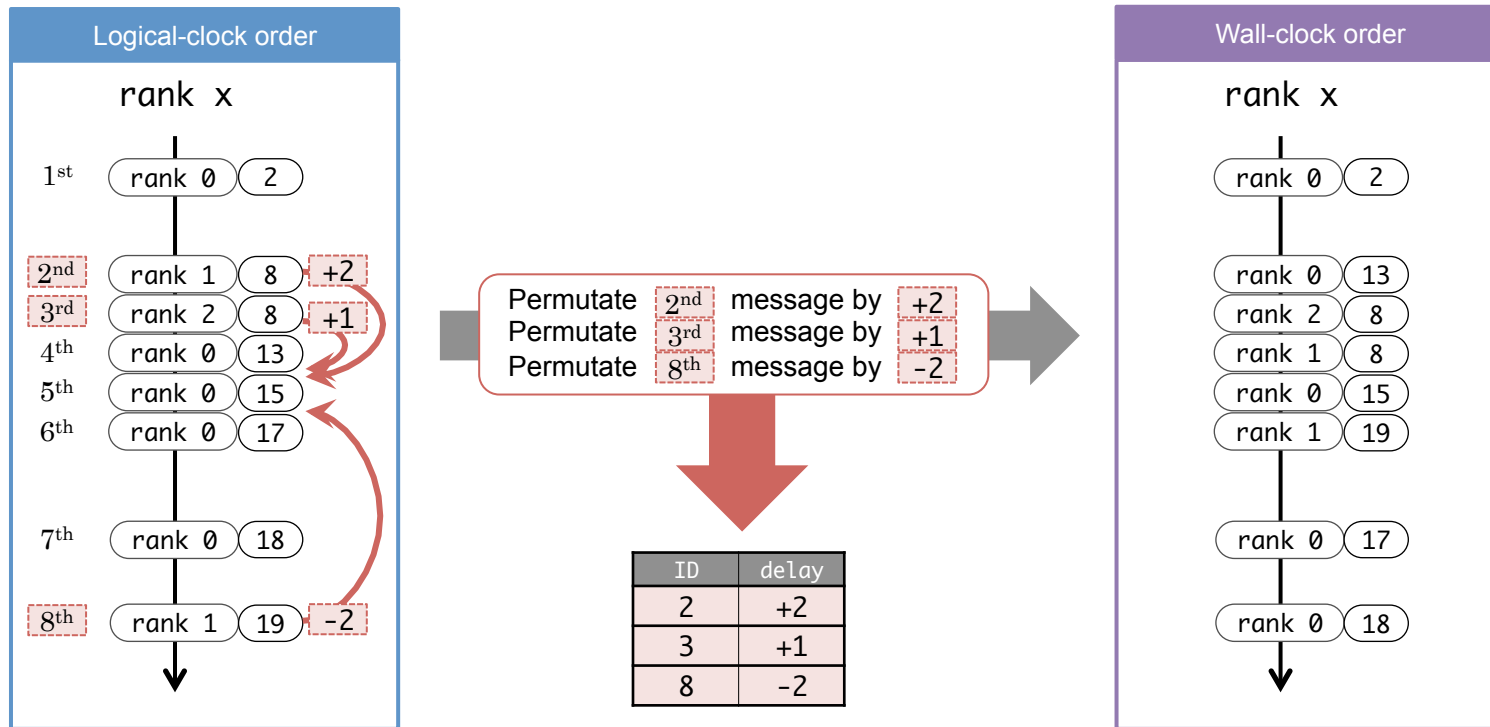 Logical-clock order
rank x
1st rank 0 2
2nd rank 1 8 +2
3rd rank 2 8 +1
4th rank 0 13
5th rank 0 15
6th rank 0 17
7th rank 0 18
8th rank 1 19 -2
Permutate 2nd message by +2
Permutate 3rd message by +1
Permutate 8th message by -2
ID delay
2 +2
3 +1
8 -2
Wall-clock order
rank x
rank 0 2
rank 0 13
rank 2 8
rank 1 8
rank 0 15
rank 1 19
rank 0 17
rank 0 18